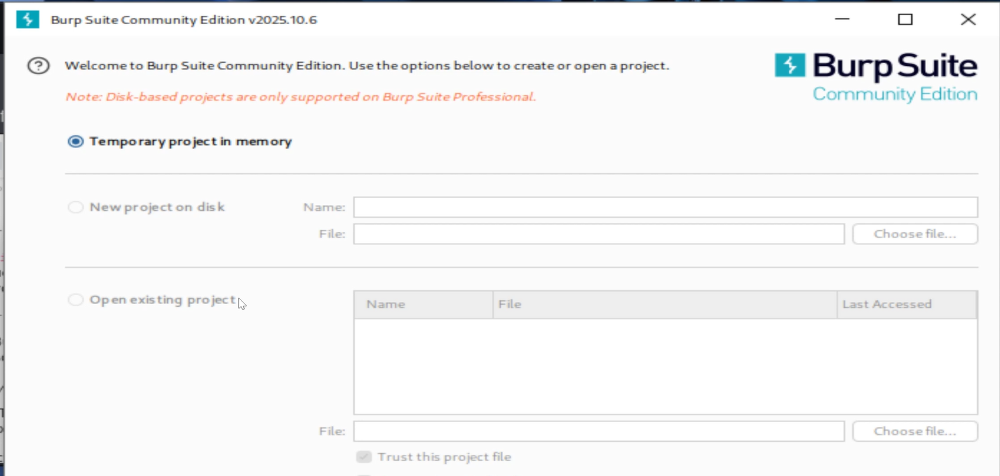 Burp Suite Community Edition v2025.10.6
Welcome to Burp Suite Community Edition. Use the options below to create or open a project.
Burp Suite
Community Edition
Note: Disk-based projects are only supported on Burp Suite Professional.
Temporary project in memory
New project on disk
Name:
File:
Choose file...
Open existing project
Name
File
Last Accessed
File:
Choose file...
Trust this project file